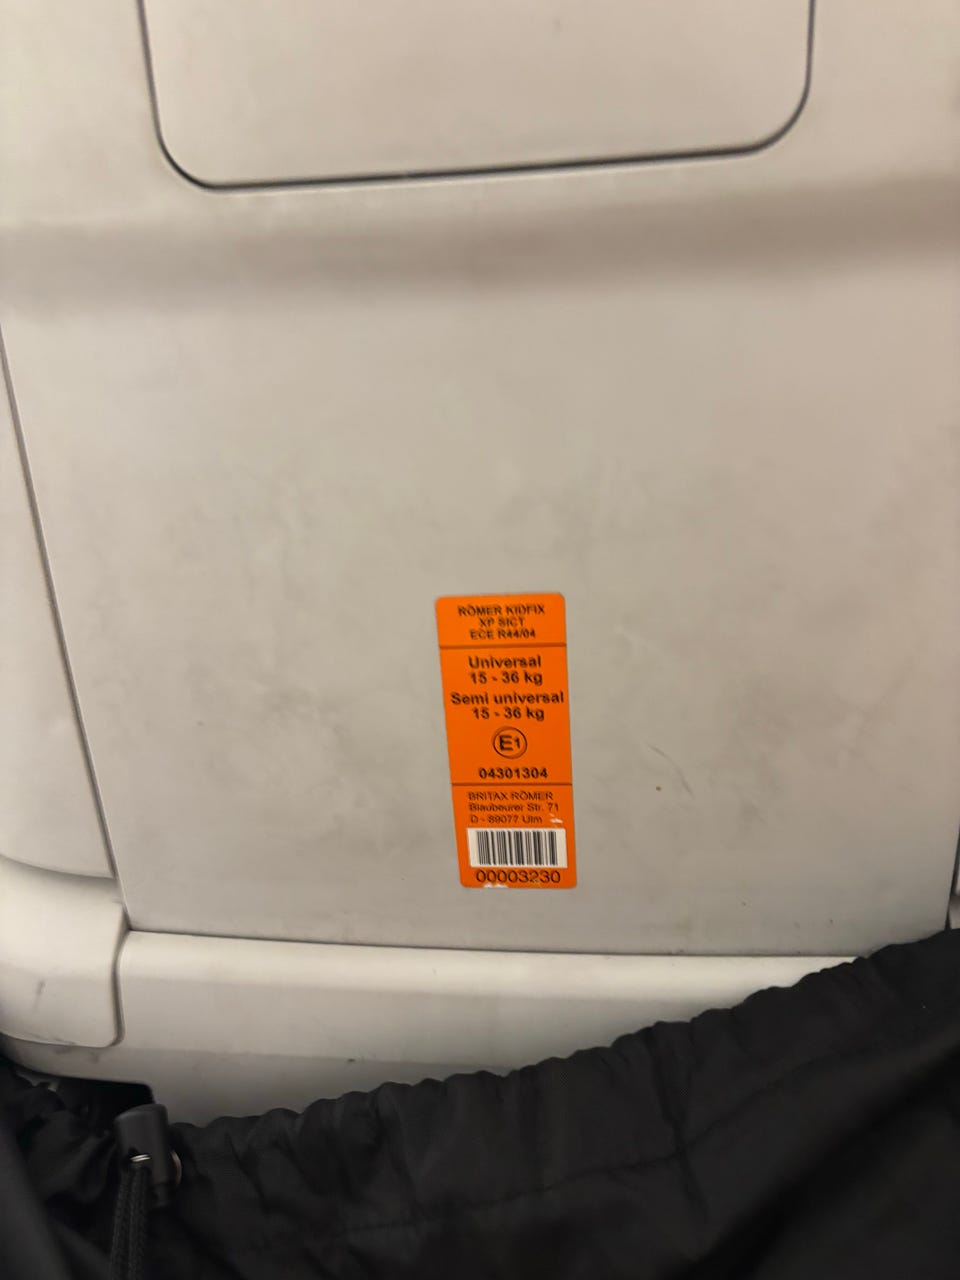 RÖMER KIDFIX
XP SICT
ECE R44/04
Universal
15 - 36 kg
Semi universal
15 - 36 kg
E1
04301304
BRITAX RÖMER
Blaubeurer Str. 71
D - 89077 Ulm
00003230